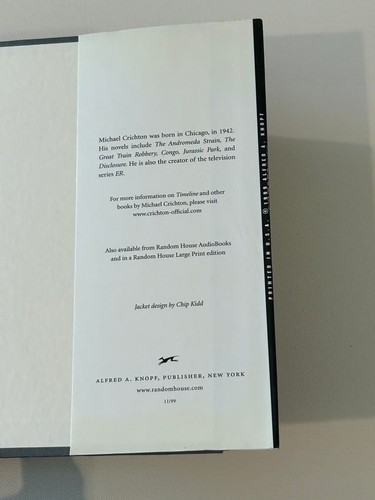 Michael Crichton was born in Chicago, in 1942.
His novels include The Andromeda Strain, The
Great Train Robbery, Congo, Jurassic Park, and
Disclosure. He is also the creator of the television
series ER.
For more information on Timeline and other
books by Michael Crichton, please visit
www.crichton-official.com
Also available from Random House AudioBooks
and in a Random House Large Print edition
Jacket design by Chip Kidd
ALFRED A. KNOPF, PUBLISHER, NEW YORK
www.randomhouse.com
11/99
PRINTED IN U.S.A. © 1999 ALFRED A. KNOPF